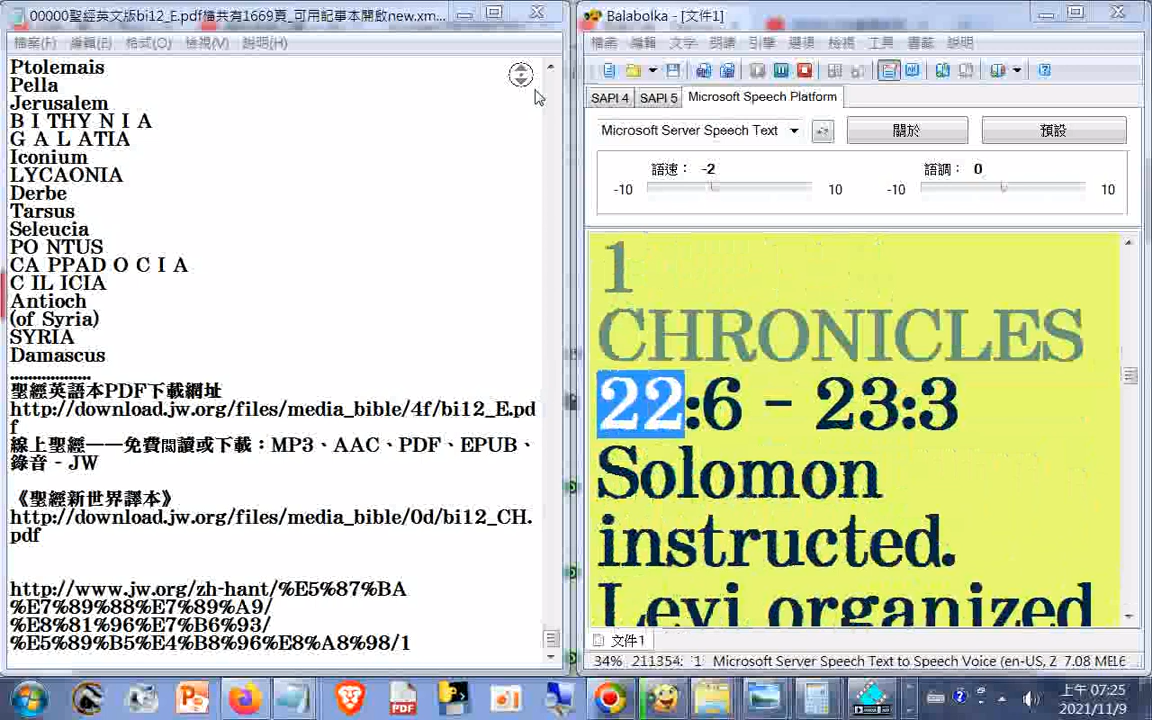 00000聖經英文版bi12_E.pdf檔共有1669頁_可用記事本開啟new.xm...
檔案(F) 編輯(E) 格式(O) 檢視(V) 說明(H)
Ptolemais
Pella
Jerusalem
B I THY N I A
G A L A T I A
Iconium
LYCAONIA
Derbe
Tarsus
Seleucia
PO NTUS
CA PPAD O C I A
C IL ICIA
Antioch
(of Syria)
SYRIA
Damascus
..................
聖經英語本PDF下載網址
http://download.jw.org/files/media_bible/4f/bi12_E.pd
f
線上聖經——免費閱讀或下載：MP3、AAC、PDF、EPUB、
錄音 - JW
《聖經新世界譯本》
http://download.jw.org/files/media_bible/0d/bi12_CH.
pdf
http://www.jw.org/zh-hant/%E5%87%BA
%E7%89%88%E7%89%A9/
%E8%81%96%E7%B6%93/
%E5%89%B5%E4%B8%96%E8%A8%98/1
Balabolka - [文件1]
檔案 編輯 文字 朗讀 引擎 選項 檢視 工具 書籤 說明
SAPI 4 SAPI 5 Microsoft Speech Platform
Microsoft Server Speech Text 關於 預設
語速： -2 語調： 0
-10 10 -10 10
1
CHRONICLES
22:6 – 23:3
Solomon
instructed.
Levi organized
文件1
34% 211354: '1' Microsoft Server Speech Text to Speech Voice (en-US, Z 7.08 МБ
PDF
上午 07:25
2021/11/9